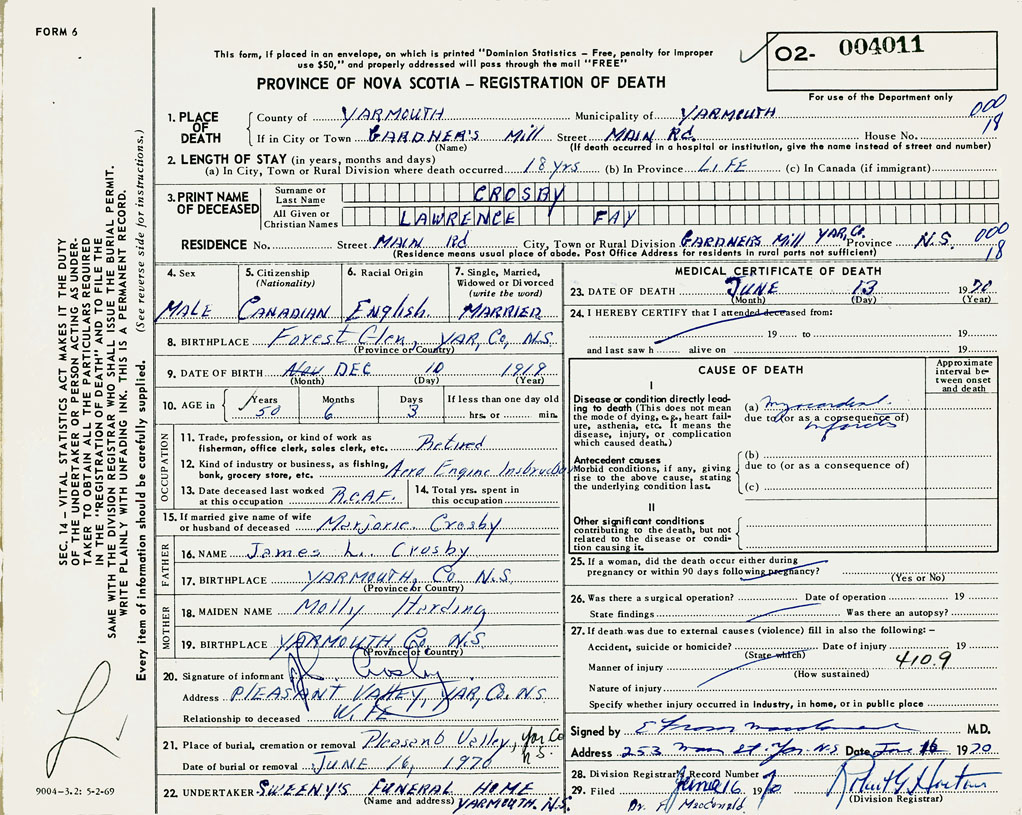 FORM 6
This form, if placed in an envelope, on which is printed "Dominion Statistics – Free, penalty for improper
use $50," and properly addressed will pass through the mail "FREE"
PROVINCE OF NOVA SCOTIA – REGISTRATION OF DEATH
O2- 004011
For use of the Department only
1. PLACE OF DEATH
County of YARMOUTH Municipality of YARMOUTH 000
If in City or Town GARDNER'S Mill Street MAIN Rd. House No. 18
(Name) (If death occurred in a hospital or institution, give the name instead of street and number)
2. LENGTH OF STAY (in years, months and days)
(a) In City, Town or Rural Division where death occurred 18 yrs (b) In Province LIFE (c) In Canada (if immigrant)
3. PRINT NAME OF DECEASED
Surname or Last Name CROSBY
All Given or Christian Names LAWRENCE FAY
RESIDENCE No. Street MAIN Rd City, Town or Rural Division GARDNERS Mill YAR, Co. Province N.S. 000
(Residence means usual place of abode. Post Office Address for residents in rural parts not sufficient) 18
4. Sex
MALE
5. Citizenship
(Nationality)
CANADIAN
6. Racial Origin
English
7. Single, Married,
Widowed or Divorced
(write the word)
MARRIED
8. BIRTHPLACE Forest Glen, YAR, Co, N.S.
(Province or Country)
9. DATE OF BIRTH Nov DEC 10 1919
(Month) (Day) (Year)
10. AGE in Years Months Days If less than one day old
50 6 3 hrs. or min.
OCCUPATION
11. Trade, profession, or kind of work as
fisherman, office clerk, sales clerk, etc. Retired
12. Kind of industry or business, as fishing,
bank, grocery store, etc. Aero Engine Instructor
13. Date deceased last worked
at this occupation R.C.A.F.
14. Total yrs. spent in
this occupation
15. If married give name of wife
or husband of deceased Marjorie Crosby
FATHER
16. NAME James L. Crosby
17. BIRTHPLACE YARMOUTH, Co N.S.
(Province or Country)
MOTHER
18. MAIDEN NAME Molly Harding
19. BIRTHPLACE YARMOUTH Co. N.S
(Province or Country)
20. Signature of informant Crosby
Address PLEASANT VALLEY, YAR, Co. N.S.
Relationship to deceased WIFE
21. Place of burial, cremation or removal Pleasant Valley, Yar Co N.S.
Date of burial or removal JUNE 16, 1970
22. UNDERTAKER SWEENY'S FUNERAL HOME
(Name and address) YARMOUTH. N.S.
MEDICAL CERTIFICATE OF DEATH
23. DATE OF DEATH JUNE 13 1970
(Month) (Day) (Year)
24. I HEREBY CERTIFY that I attended deceased from:
19 to 19
and last saw h alive on 19
CAUSE OF DEATH
Approximate interval between onset and death
I
Disease or condition directly leading to death (This does not mean the mode of dying, e.g., heart failure, asthenia, etc. It means the disease, injury, or complication which caused death.)
(a) myocardial
due to (or as a consequence of)
Antecedent causes
Morbid conditions, if any, giving rise to the above cause, stating the underlying condition last.
(b)
due to (or as a consequence of)
(c)
II
Other significant conditions
contributing to the death, but not related to the disease or condition causing it.
25. If a woman, did the death occur either during
pregnancy or within 90 days following pregnancy?
(Yes or No)
26. Was there a surgical operation? Date of operation 19
State findings Was there an autopsy?
27. If death was due to external causes (violence) fill in also the following: –
Accident, suicide or homicide? Date of injury 19
(State which) 410.9
Manner of injury
(How sustained)
Nature of injury
Specify whether injury occurred in industry, in home, or in public place
Signed by M.D.
Address 253 Main St. Yar. N.S Date June 16 1970
28. Division Registrar's Record Number
29. Filed June 16 1970
(Division Registrar)
Dr. F. MacDonald
SEC. 14 – VITAL STATISTICS ACT MAKES IT THE DUTY
OF THE UNDERTAKER OR PERSON ACTING AS UNDER-
TAKER TO OBTAIN ALL THE PARTICULARS REQUIRED
IN THE "REGISTRATION OF DEATH" AND TO FILE THE
SAME WITH THE DIVISION REGISTRAR WHO SHALL ISSUE THE BURIAL PERMIT.
WRITE PLAINLY WITH UNFADING INK. THIS IS A PERMANENT RECORD.
Every item of information should be carefully supplied. (See reverse side for instructions.)
9004-3.2: 5-2-69